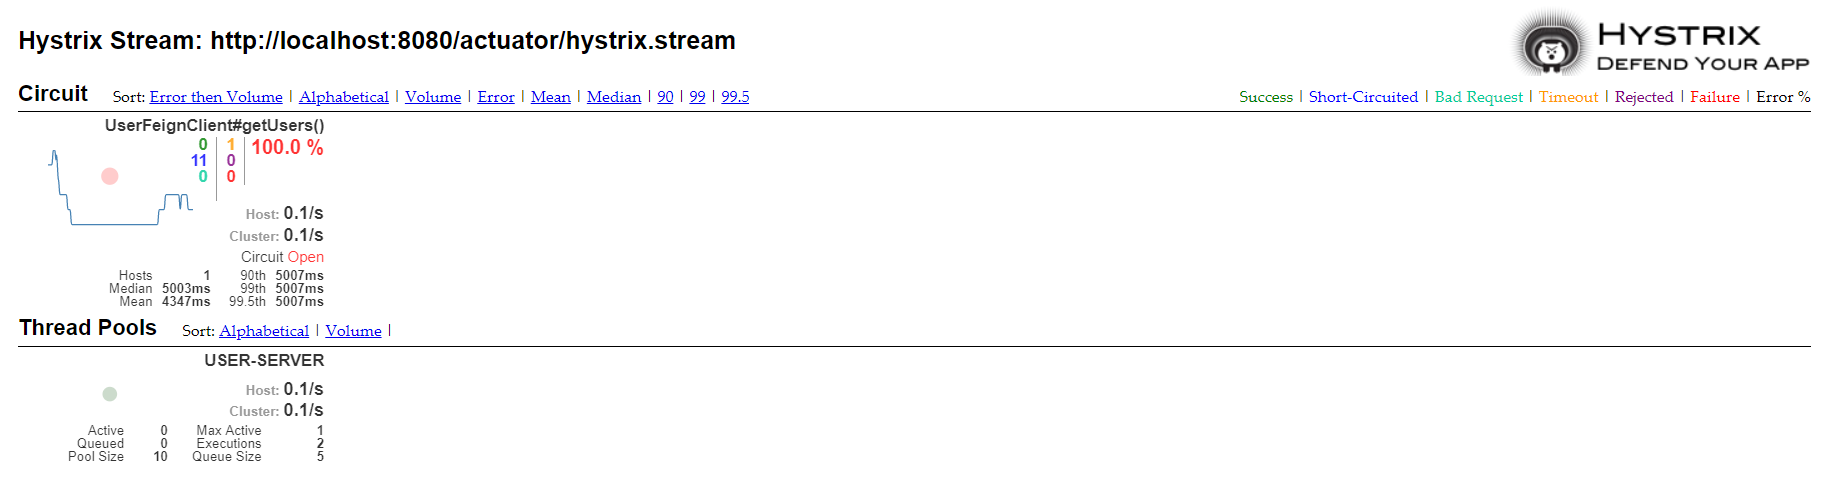 Hystrix Stream: http://localhost:8080/actuator/hystrix.stream
HYSTRIX
DEFEND YOUR APP
Circuit Sort: Error then Volume | Alphabetical | Volume | Error | Mean | Median | 90 | 99 | 99.5
Success | Short-Circuited | Bad Request | Timeout | Rejected | Failure | Error %
UserFeignClient#getUsers()
0 1 100.0 %
11 0
0 0
Host: 0.1/s
Cluster: 0.1/s
Circuit Open
Hosts 1 90th 5007ms
Median 5003ms 99th 5007ms
Mean 4347ms 99.5th 5007ms
Thread Pools Sort: Alphabetical | Volume |
USER-SERVER
Host: 0.1/s
Cluster: 0.1/s
Active 0 Max Active 1
Queued 0 Executions 2
Pool Size 10 Queue Size 5